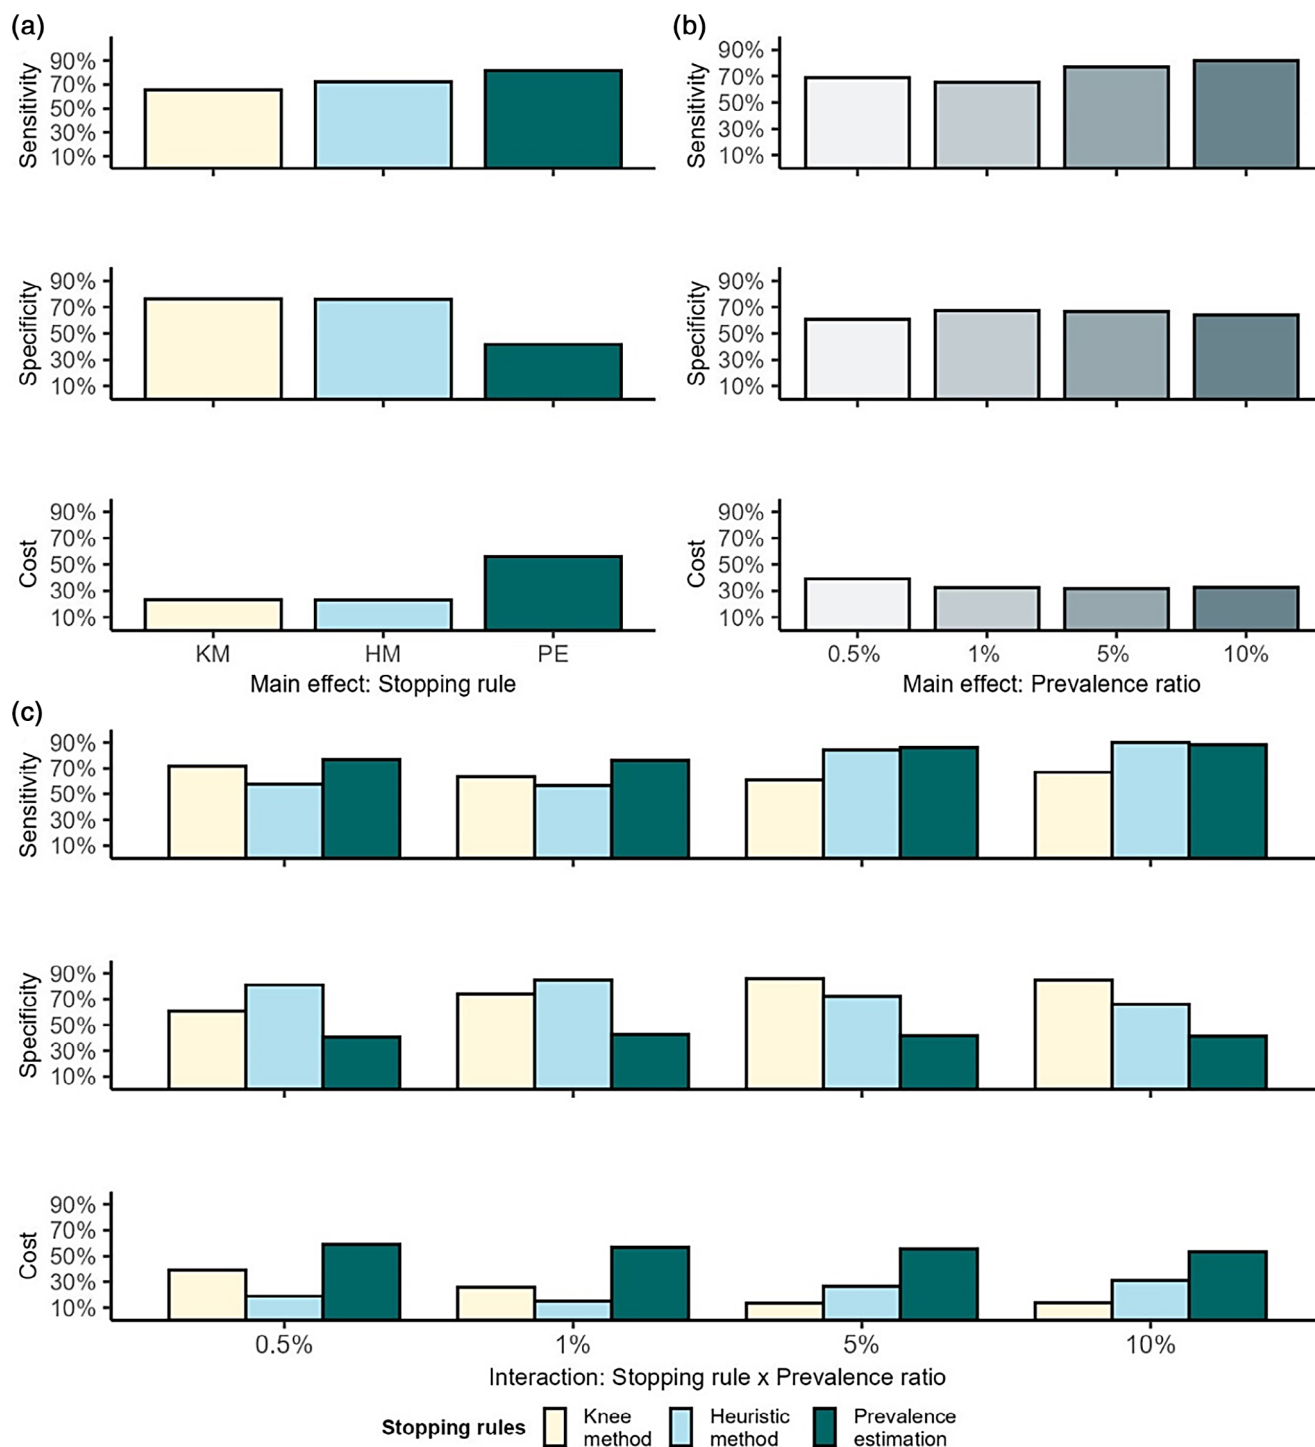 (a)
Sensitivity
90%
70%
50%
30%
10%
Specificity
90%
70%
50%
30%
10%
Cost
90%
70%
50%
30%
10%
KM HM PE
Main effect: Stopping rule
(b)
Sensitivity
90%
70%
50%
30%
10%
Specificity
90%
70%
50%
30%
10%
Cost
90%
70%
50%
30%
10%
0.5% 1% 5% 10%
Main effect: Prevalence ratio
(c)
Sensitivity
90%
70%
50%
30%
10%
Specificity
90%
70%
50%
30%
10%
Cost
90%
70%
50%
30%
10%
0.5% 1% 5% 10%
Interaction: Stopping rule x Prevalence ratio
Stopping rules
Knee
method
Heuristic
method
Prevalence
estimation